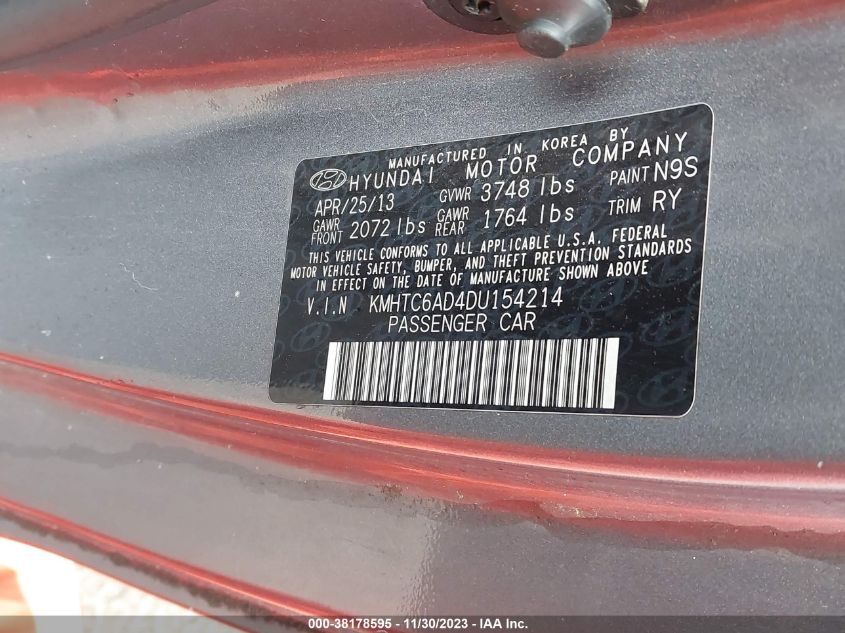 MANUFACTURED IN KOREA BY
HYUNDAI MOTOR COMPANY
APR/25/13 GVWR 3748 lbs PAINT N9S
GAWR FRONT 2072 lbs GAWR REAR 1764 lbs TRIM RY
THIS VEHICLE CONFORMS TO ALL APPLICABLE U.S.A. FEDERAL
MOTOR VEHICLE SAFETY, BUMPER, AND THEFT PREVENTION STANDARDS
IN EFFECT ON THE DATE OF MANUFACTURE SHOWN ABOVE
V.I.N KMHTC6AD4DU154214
PASSENGER CAR
000-38178595 - 11/30/2023 - IAA Inc.